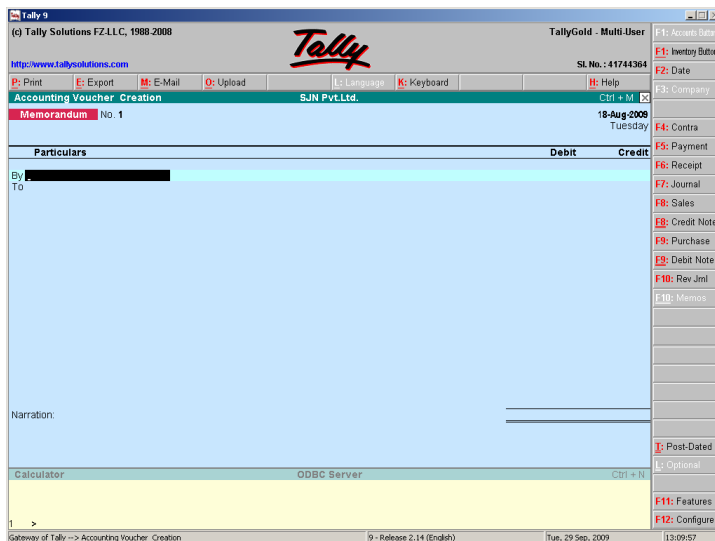 Tally 9
(c) Tally Solutions FZ-LLC, 1988-2008
Tally
TallyGold - Multi-User
http://www.tallysolutions.com
Sl. No. : 41744364
P: Print E: Export M: E-Mail O: Upload L: Language K: Keyboard H: Help
Accounting Voucher Creation SJN Pvt.Ltd. Ctrl + M
Memorandum No. 1 18-Aug-2009
Tuesday
Particulars Debit Credit
By
To
Narration:
Calculator ODBC Server Ctrl + N
1 >
Gateway of Tally --> Accounting Voucher Creation 9 - Release 2.14 (English) Tue, 29 Sep, 2009 13:09:57
F1: Accounts Button
F1: Inventory Button
F2: Date
F3: Company
F4: Contra
F5: Payment
F6: Receipt
F7: Journal
F8: Sales
F8: Credit Note
F9: Purchase
F9: Debit Note
F10: Rev Jrnl
F10: Memos
T: Post-Dated
L: Optional
F11: Features
F12: Configure